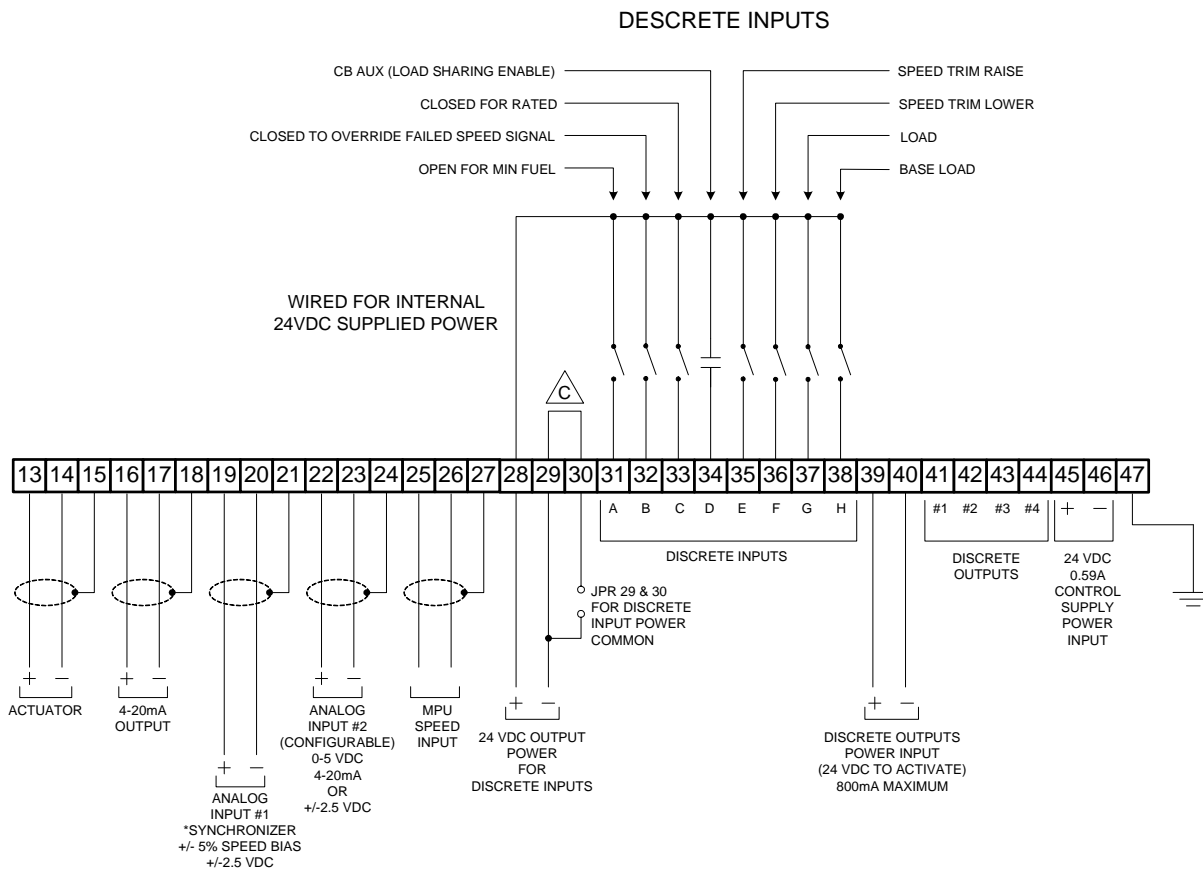 DESCRETE INPUTS
CB AUX (LOAD SHARING ENABLE)
CLOSED FOR RATED
CLOSED TO OVERRIDE FAILED SPEED SIGNAL
OPEN FOR MIN FUEL
SPEED TRIM RAISE
SPEED TRIM LOWER
LOAD
BASE LOAD
WIRED FOR INTERNAL
24VDC SUPPLIED POWER
C
13 14 15 16 17 18 19 20 21 22 23 24 25 26 27 28 29 30 31 32 33 34 35 36 37 38 39 40 41 42 43 44 45 46 47
A B C D E F G H
DISCRETE INPUTS
#1 #2 #3 #4
DISCRETE
OUTPUTS
+ −
24 VDC
0.59A
CONTROL
SUPPLY
POWER
INPUT
JPR 29 & 30
FOR DISCRETE
INPUT POWER
COMMON
+ −
ACTUATOR
+ −
4-20mA
OUTPUT
+ −
ANALOG
INPUT #1
*SYNCHRONIZER
+/- 5% SPEED BIAS
+/-2.5 VDC
+ −
ANALOG
INPUT #2
(CONFIGURABLE)
0-5 VDC
4-20mA
OR
+/-2.5 VDC
MPU
SPEED
INPUT
+ −
24 VDC OUTPUT
POWER
FOR
DISCRETE INPUTS
+ −
DISCRETE OUTPUTS
POWER INPUT
(24 VDC TO ACTIVATE)
800mA MAXIMUM